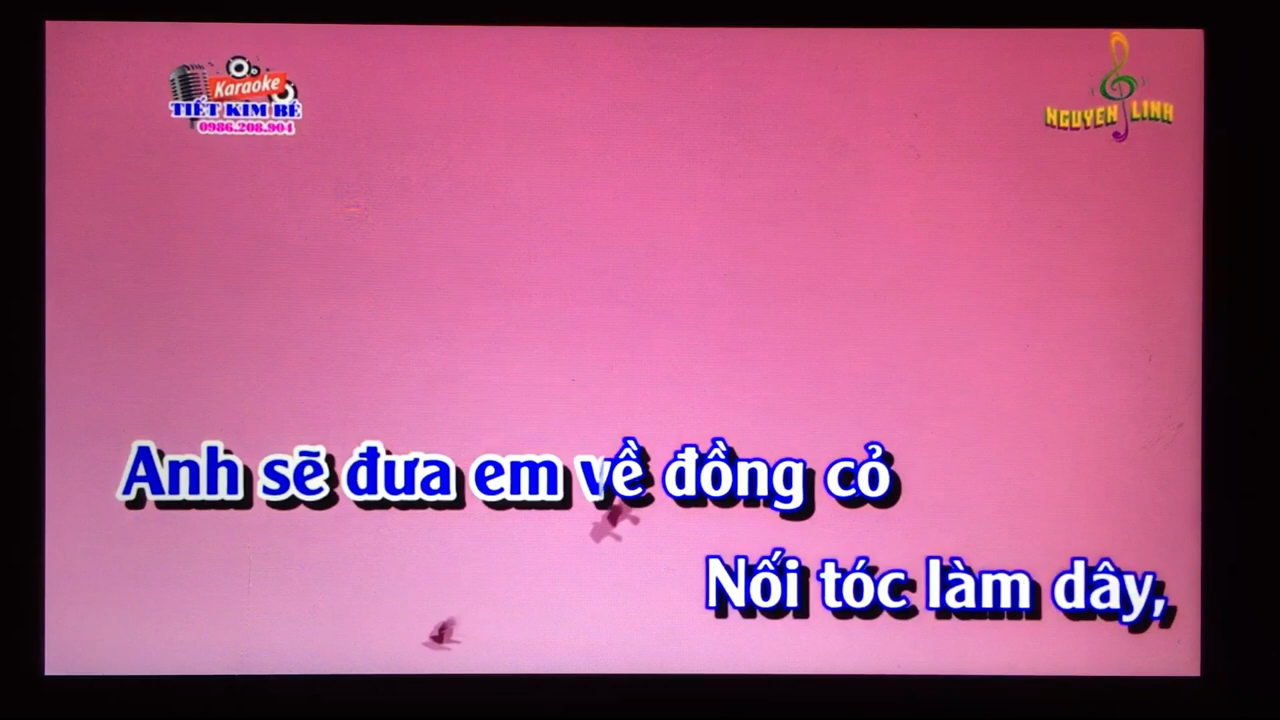 Karaoke
TIẾT KIM BÉ
0986.208.904
NGUYEN LINH
Anh sẽ đưa em về đồng cỏ
Nối tóc làm dây,